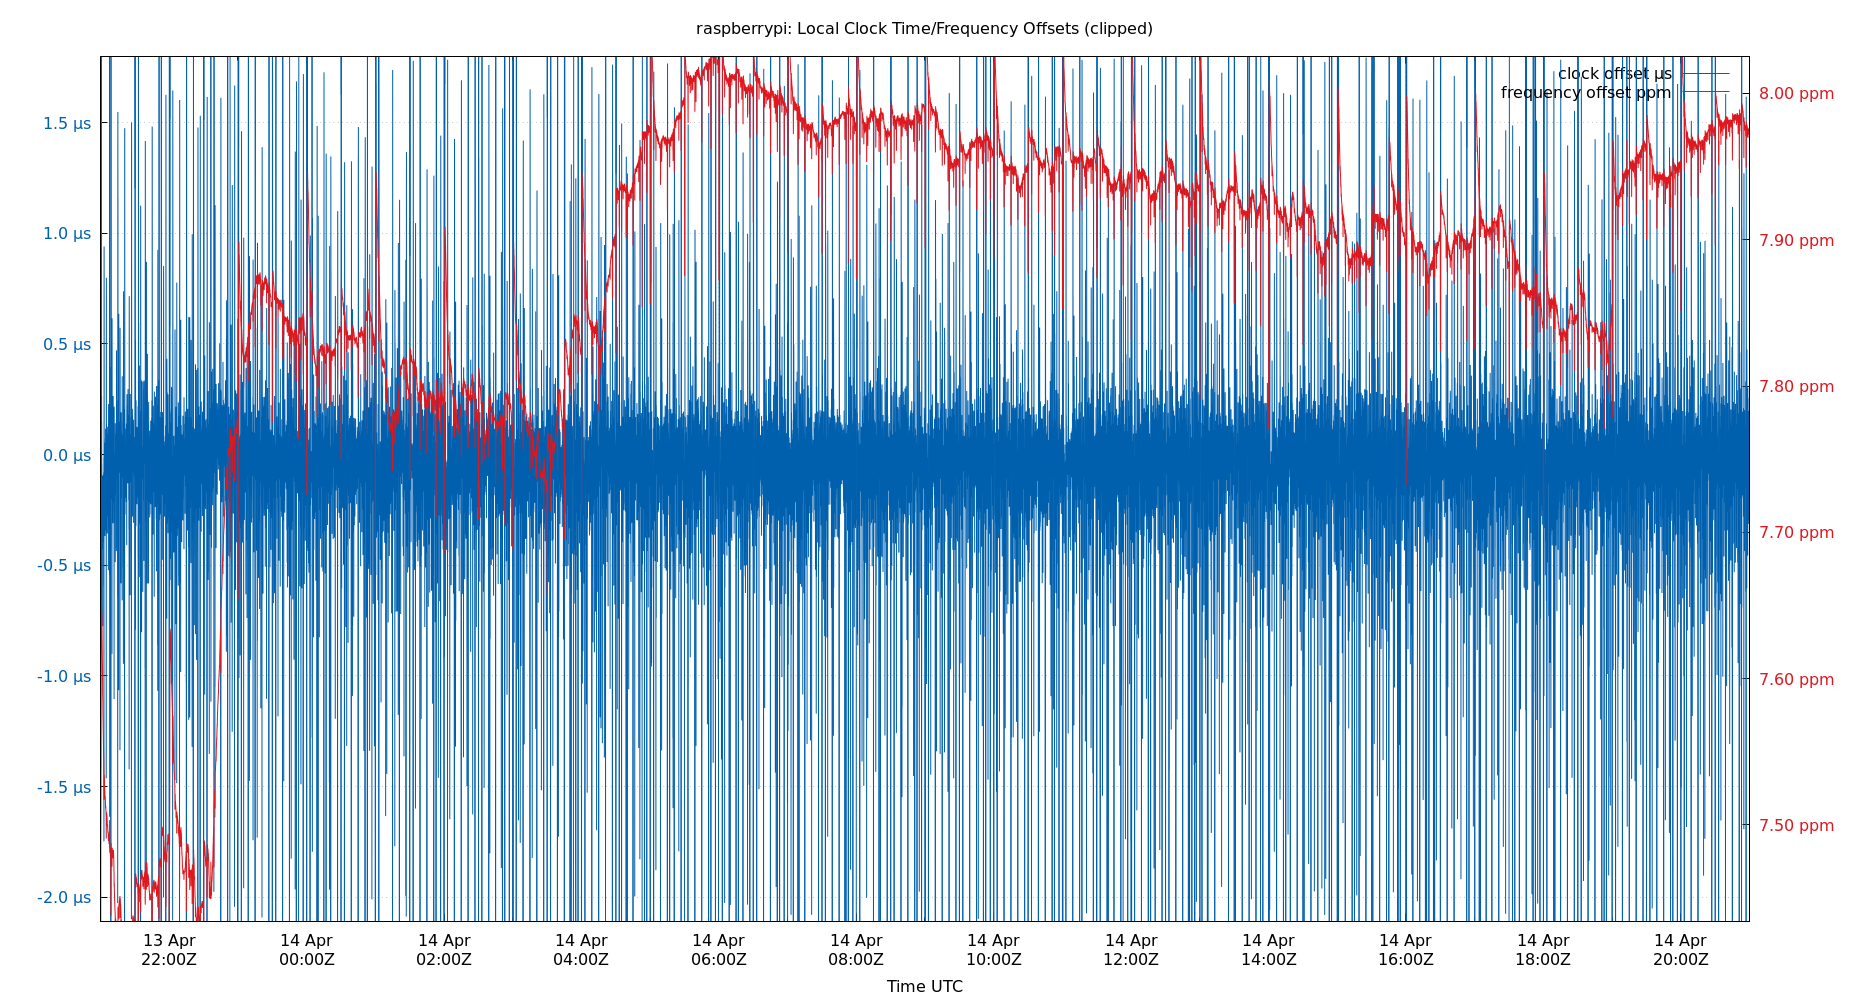 raspberrypi: Local Clock Time/Frequency Offsets (clipped)
clock offset µs
frequency offset ppm
1.5 µs
1.0 µs
0.5 µs
0.0 µs
-0.5 µs
-1.0 µs
-1.5 µs
-2.0 µs
8.00 ppm
7.90 ppm
7.80 ppm
7.70 ppm
7.60 ppm
7.50 ppm
13 Apr
22:00Z
14 Apr
00:00Z
14 Apr
02:00Z
14 Apr
04:00Z
14 Apr
06:00Z
14 Apr
08:00Z
14 Apr
10:00Z
14 Apr
12:00Z
14 Apr
14:00Z
14 Apr
16:00Z
14 Apr
18:00Z
14 Apr
20:00Z
Time UTC